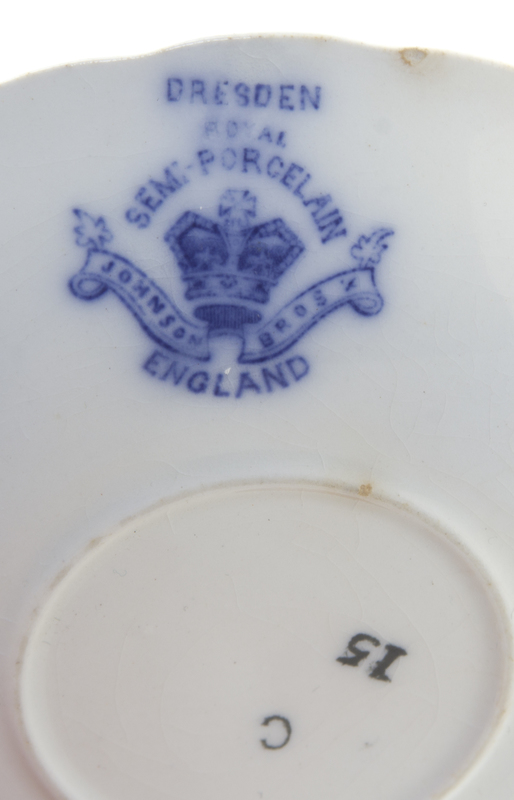 DRESDEN
ROYAL
SEMI-PORCELAIN
JOHNSON BROS
ENGLAND
15
C